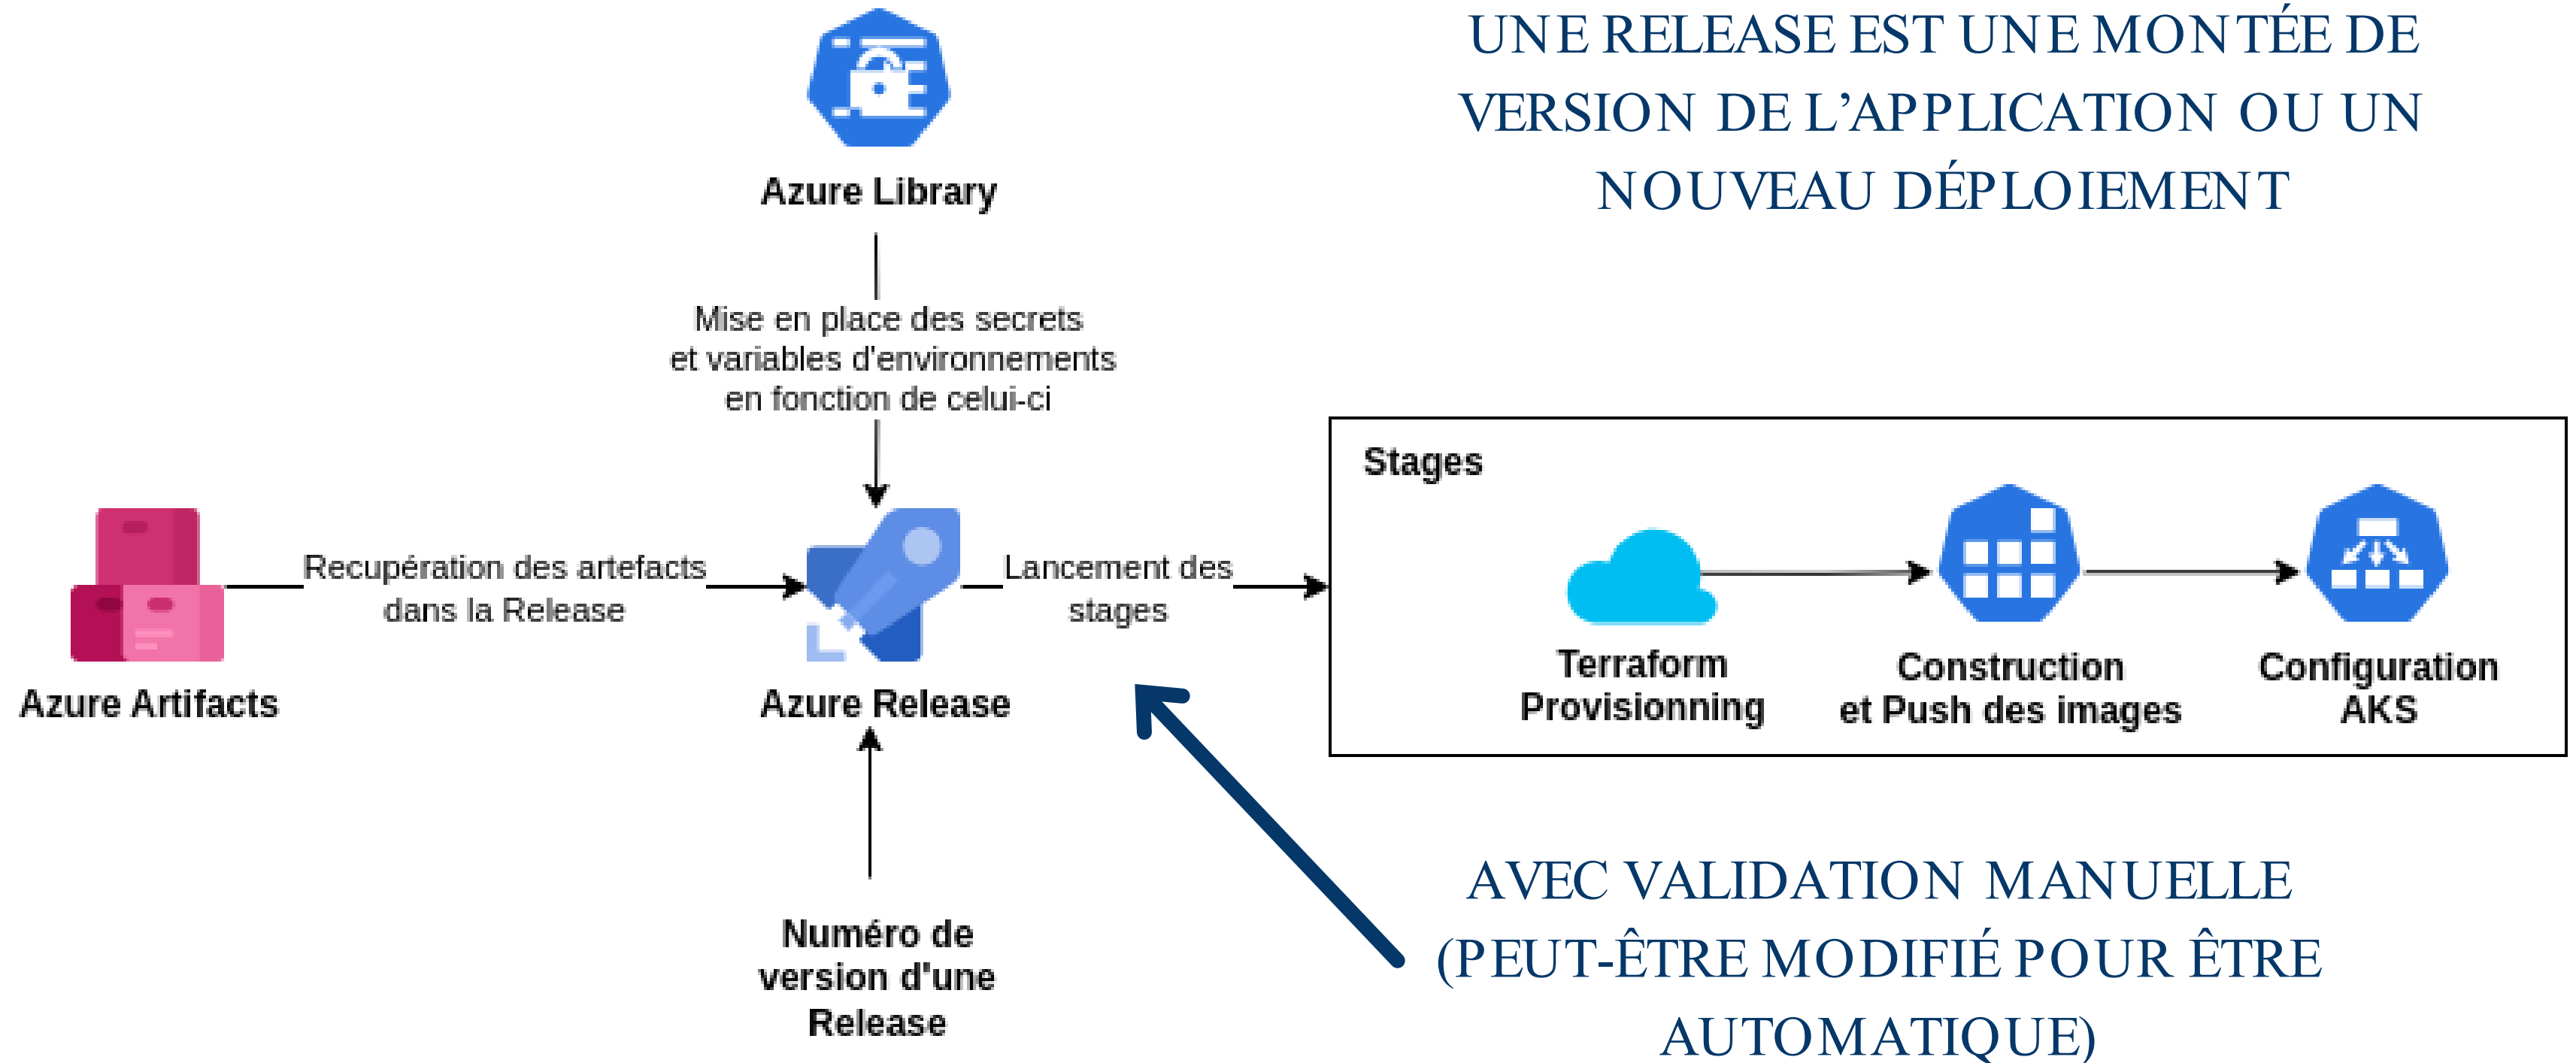 UNE RELEASE EST UNE MONTÉE DE
VERSION DE L'APPLICATION OU UN
NOUVEAU DÉPLOIEMENT
Azure Library
Mise en place des secrets
et variables d'environnements
en fonction de celui-ci
Stages
Recupération des artefacts
dans la Release
Lancement des
stages
Azure Artifacts
Azure Release
Terraform
Provisionning
Construction
et Push des images
Configuration
AKS
Numéro de
version d'une
Release
AVEC VALIDATION MANUELLE
(PEUT-ÊTRE MODIFIÉ POUR ÊTRE
AUTOMATIQUE)